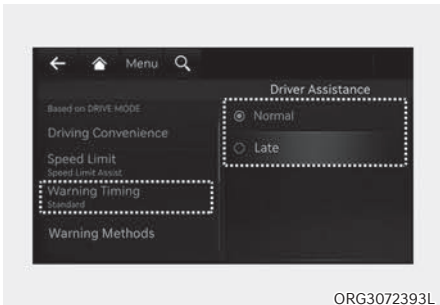 Menu
Driver Assistance
Based on DRIVE MODE
Driving Convenience
Speed Limit
Speed Limit Assist
Warning Timing
Standard
Warning Methods
Normal
Late
ORG3072393L